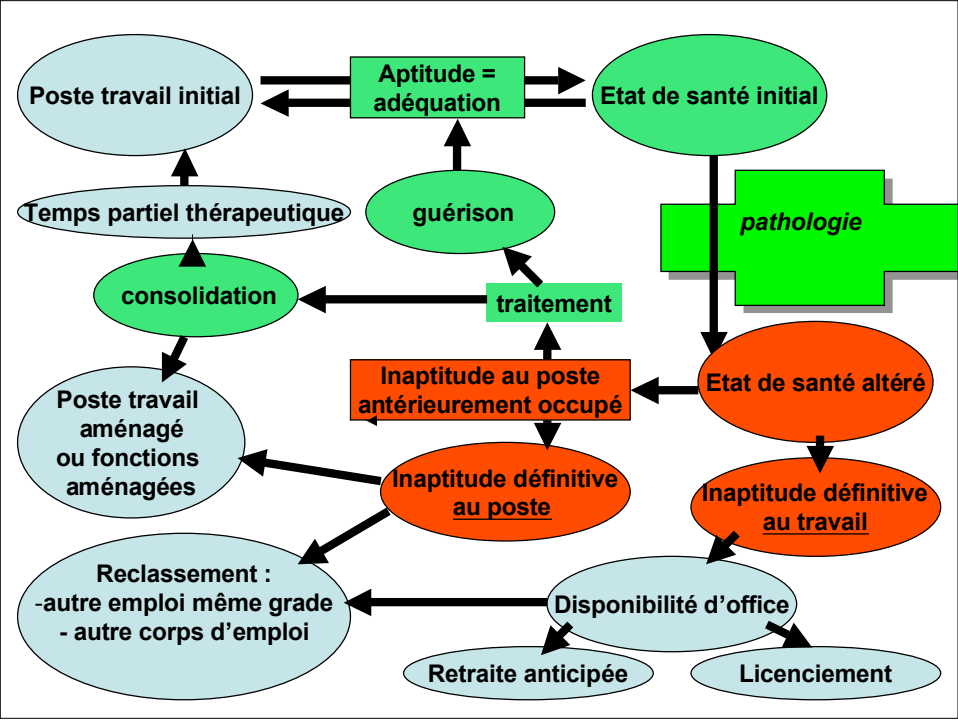 Poste travail initial
Aptitude =
adéquation
Etat de santé initial
Temps partiel thérapeutique
guérison
pathologie
consolidation
traitement
Inaptitude au poste
antérieurement occupé
Etat de santé altéré
Poste travail
aménagé
ou fonctions
aménagées
Inaptitude définitive
au poste
Inaptitude définitive
au travail
Reclassement :
-autre emploi même grade
- autre corps d’emploi
Disponibilité d’office
Retraite anticipée
Licenciement